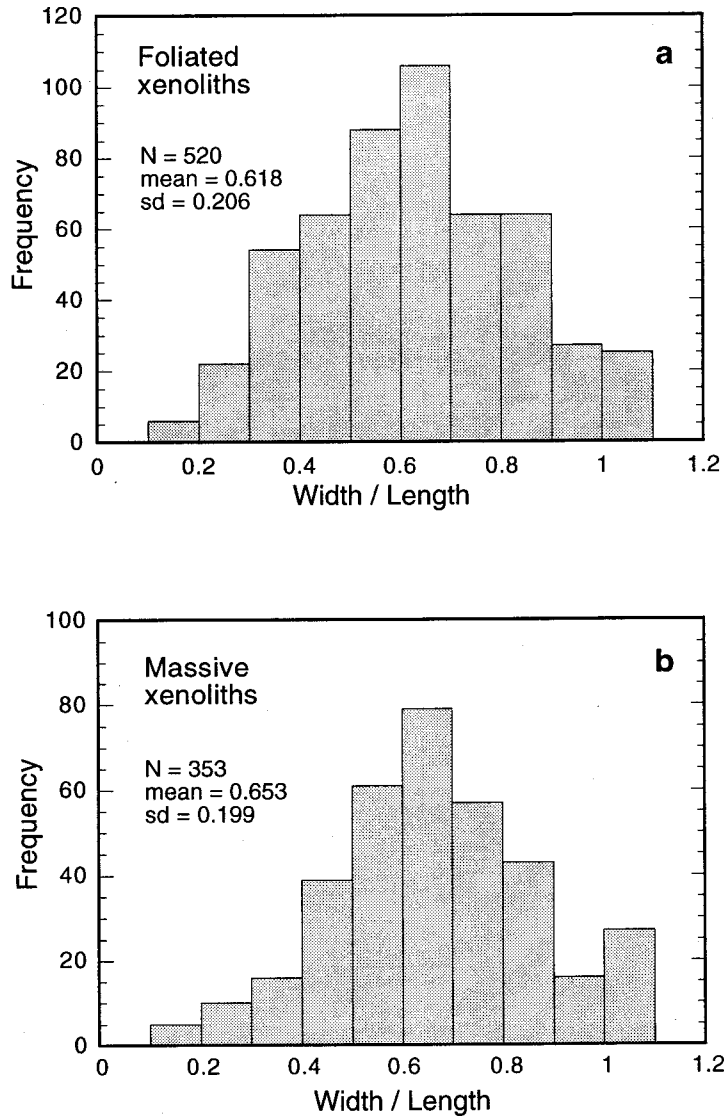 120
100
80
60
40
20
0
Frequency
Foliated
xenoliths
a
N = 520
mean = 0.618
sd = 0.206
0 0.2 0.4 0.6 0.8 1 1.2
Width / Length
100
80
60
40
20
0
Frequency
Massive
xenoliths
b
N = 353
mean = 0.653
sd = 0.199
0 0.2 0.4 0.6 0.8 1 1.2
Width / Length